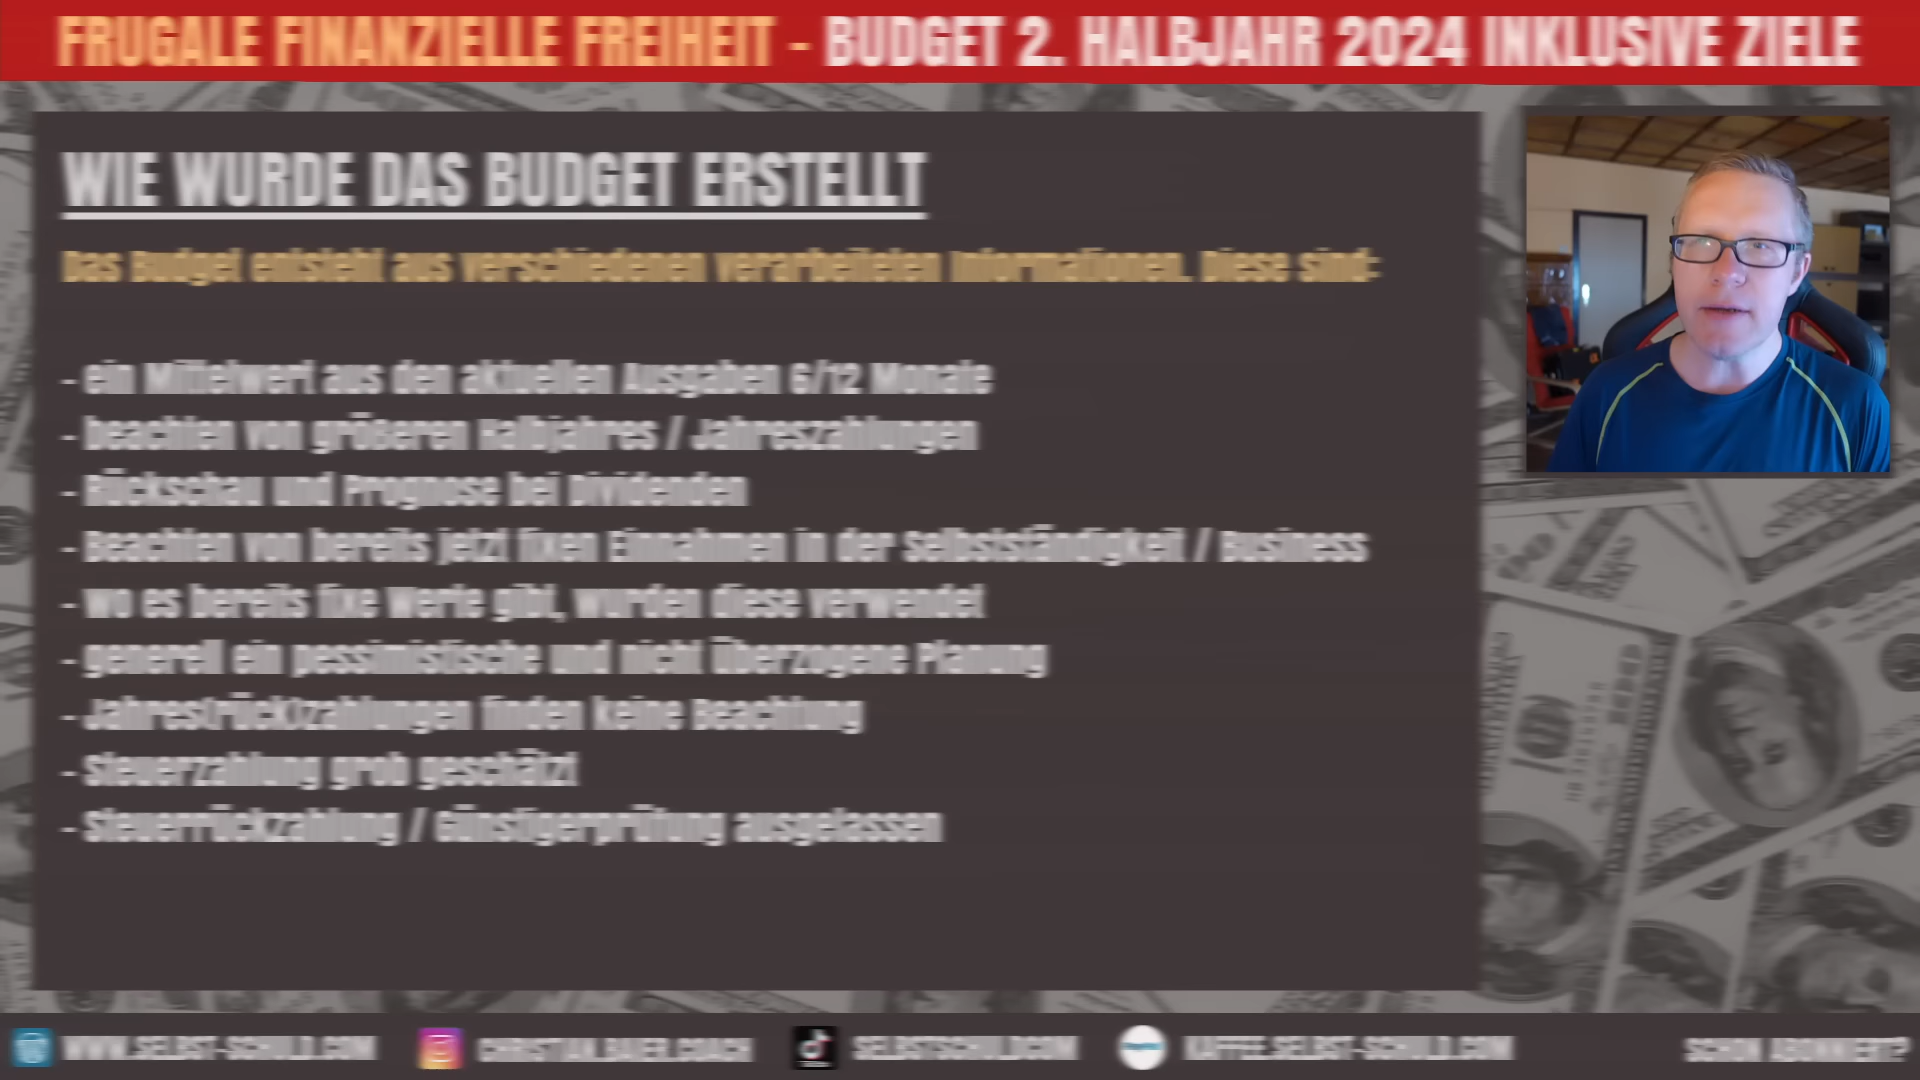 FRUGALE FINANZIELLE FREIHEIT - BUDGET 2. HALBJAHR 2024 INKLUSIVE ZIELE
WIE WURDE DAS BUDGET ERSTELLT
Das Budget entsteht aus verschiedenen verarbeiteten Informationen. Diese sind:
- ein Mittelwert aus den aktuellen Ausgaben 6/12 Monate
- beachten von größeren Halbjahres / Jahreszahlungen
- Rückschau und Prognose bei Dividenden
- Beachten von bereits jetzt fixen Einnahmen in der Selbstständigkeit / Business
- wo es bereits fixe Werte gibt, wurden diese verwendet
- generell ein pessimistische und nicht überzogene Planung
- Jahres(rück)zahlungen finden keine Beachtung
- Steuerzahlung grob geschätzt
- Steuerrückzahlung / Günstigerprüfung ausgelassen
WWW.SELBST-SCHULD.COM CHRISTIAN.BAIER.COACH SELBSTSCHULDCOM KAFFEE.SELBST-SCHULD.COM SCHON ABONNIERT?